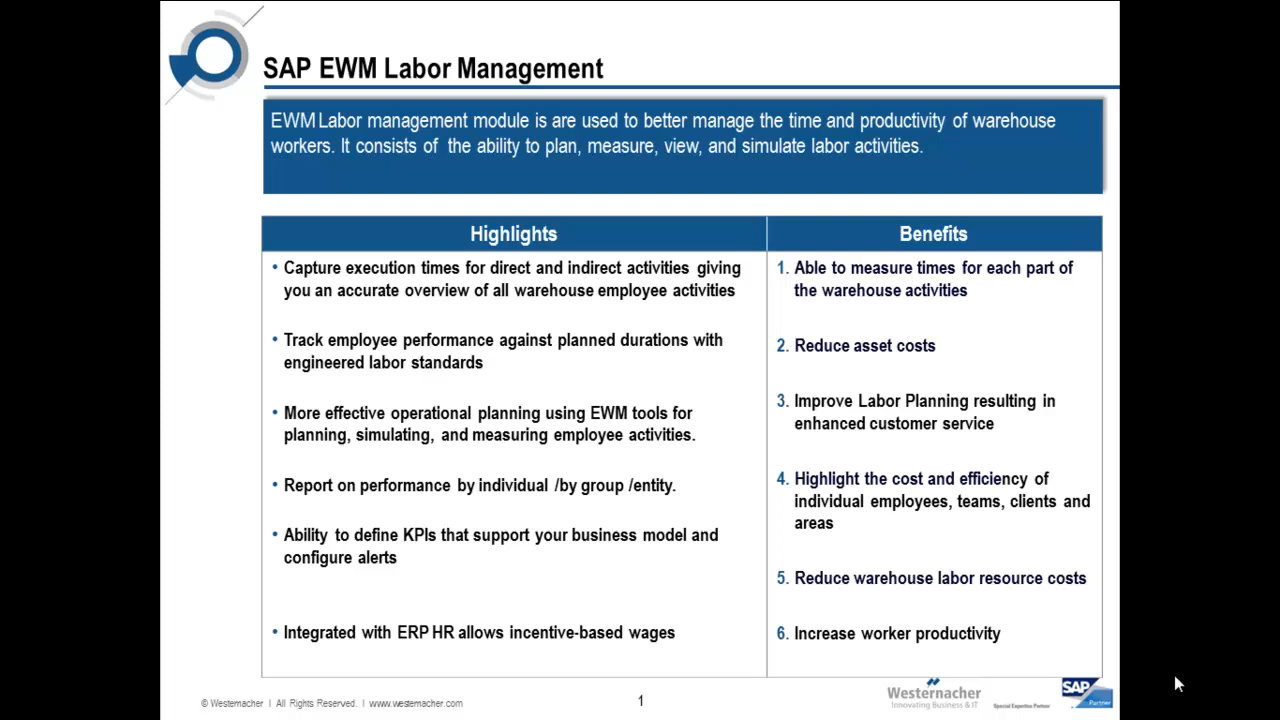 SAP EWM Labor Management
EWM Labor management module is are used to better manage the time and productivity of warehouse
workers. It consists of the ability to plan, measure, view, and simulate labor activities.
Highlights
• Capture execution times for direct and indirect activities giving
you an accurate overview of all warehouse employee activities
• Track employee performance against planned durations with
engineered labor standards
• More effective operational planning using EWM tools for
planning, simulating, and measuring employee activities.
• Report on performance by individual /by group /entity.
• Ability to define KPIs that support your business model and
configure alerts
• Integrated with ERP HR allows incentive-based wages
Benefits
1. Able to measure times for each part of
the warehouse activities
2. Reduce asset costs
3. Improve Labor Planning resulting in
enhanced customer service
4. Highlight the cost and efficiency of
individual employees, teams, clients and
areas
5. Reduce warehouse labor resource costs
6. Increase worker productivity
© Westernacher I All Rights Reserved. I www.westernacher.com
1
Westernacher
Innovating Business & IT
Special Expertise Partner
SAP
Partner